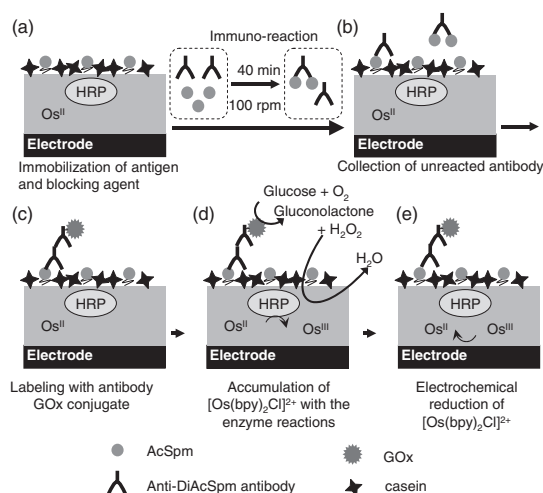 (a)
Immuno-reaction
(b)
40 min
100 rpm
HRP
Os^II
Electrode
Immobilization of antigen
and blocking agent
HRP
Os^II
Electrode
Collection of unreacted antibody
(c)
(d)
(e)
Glucose + O₂
Gluconolactone
+ H₂O₂
H₂O
HRP
Os^II
Electrode
Labeling with antibody
GOx conjugate
HRP
Os^II
Os^III
Electrode
Accumulation of
[Os(bpy)₂Cl]²⁺ with the
enzyme reactions
HRP
Os^II
Os^III
Electrode
Electrochemical
reduction of
[Os(bpy)₂Cl]²⁺
AcSpm
GOx
Anti-DiAcSpm antibody
casein